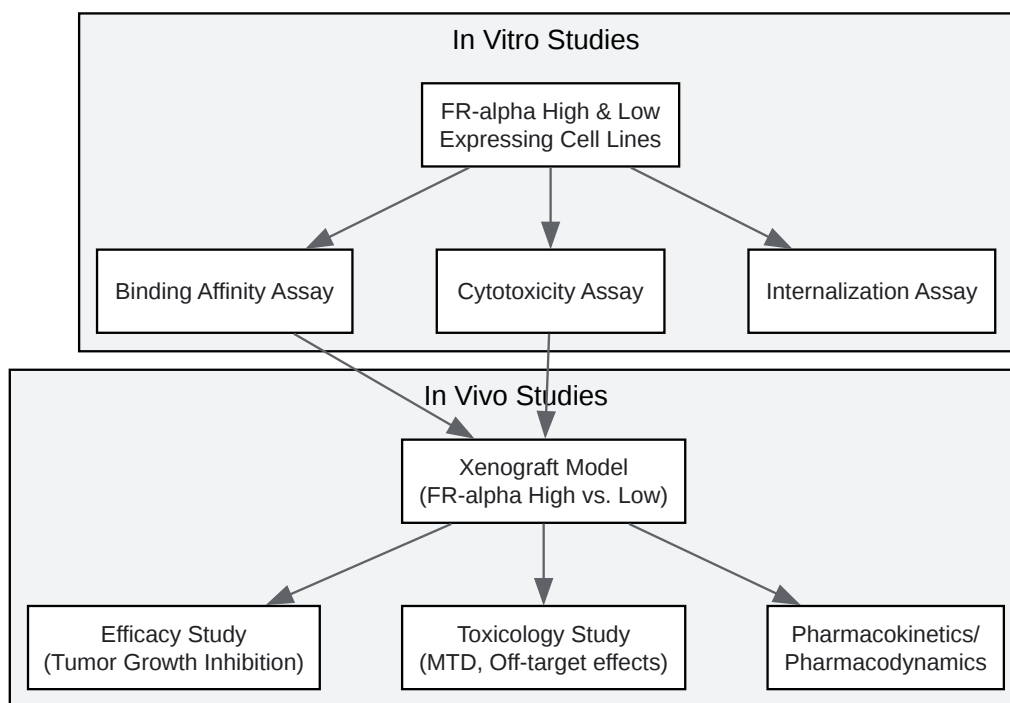 In Vitro Studies
FR-alpha High & Low
Expressing Cell Lines
Binding Affinity Assay
Cytotoxicity Assay
Internalization Assay
In Vivo Studies
Xenograft Model
(FR-alpha High vs. Low)
Efficacy Study
(Tumor Growth Inhibition)
Toxicology Study
(MTD, Off-target effects)
Pharmacokinetics/
Pharmacodynamics